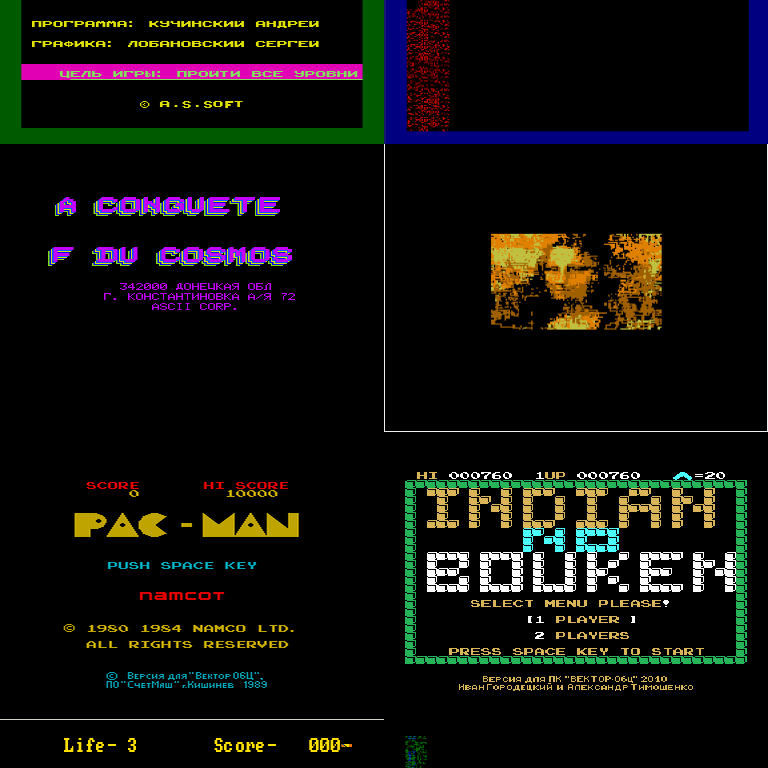 ПРОГРАММА: КУЧИНСКИЙ АНДРЕЙ
ГРАФИКА: ЛОБАНОВСКИЙ СЕРГЕЙ
ЦЕЛЬ ИГРЫ: ПРОЙТИ ВСЕ УРОВНИ
© A.S.SOFT
A CONGUETE
F DU COSMOS
342000 ДОНЕЦКАЯ ОБЛ
Г. КОНСТАНТИНОВКА А/Я 72
ASCII CORP.
SCORE HI SCORE
0 10000
PAC-MAN
PUSH SPACE KEY
namcot
© 1980 1984 NAMCO LTD.
ALL RIGHTS RESERVED
© Версия для "Вектор 06Ц".
ПО "СчетМаш", Кишинев 1989
HI 000760 1UP 000760 =20
INDIAN
NO
BOUKEN
SELECT MENU PLEASE!
[1 PLAYER ]
2 PLAYERS
PRESS SPACE KEY TO START
Версия для ПК "ВЕКТОР-06ц" 2010
Иван Городецкий и Александр Тимошенко
Life- 3 Score- 000-